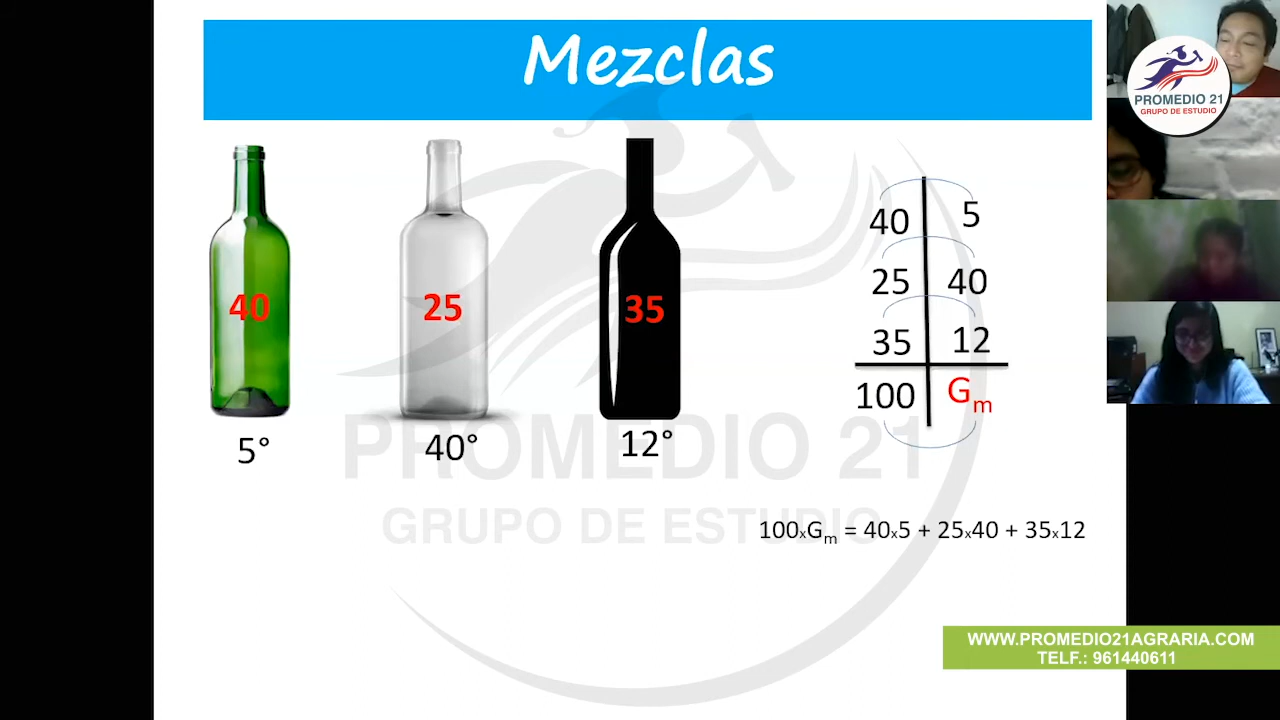 Mezclas
PROMEDIO 21
GRUPO DE ESTUDIO
40
25
35
5°
40°
12°
40 5
25 40
35 12
100 Gm
PROMEDIO 21
GRUPO DE ESTUDIO
100xGm = 40x5 + 25x40 + 35x12
WWW.PROMEDIO21AGRARIA.COM
TELF.: 961440611